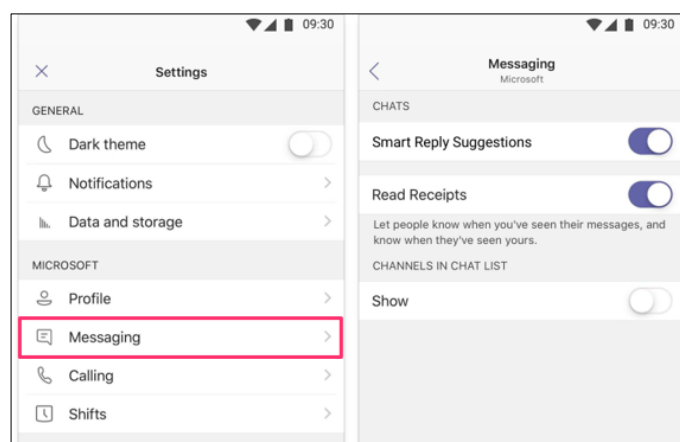 09:30
Settings
GENERAL
Dark theme
Notifications
Data and storage
MICROSOFT
Profile
Messaging
Calling
Shifts
09:30
Messaging
Microsoft
CHATS
Smart Reply Suggestions
Read Receipts
Let people know when you've seen their messages, and
know when they've seen yours.
CHANNELS IN CHAT LIST
Show